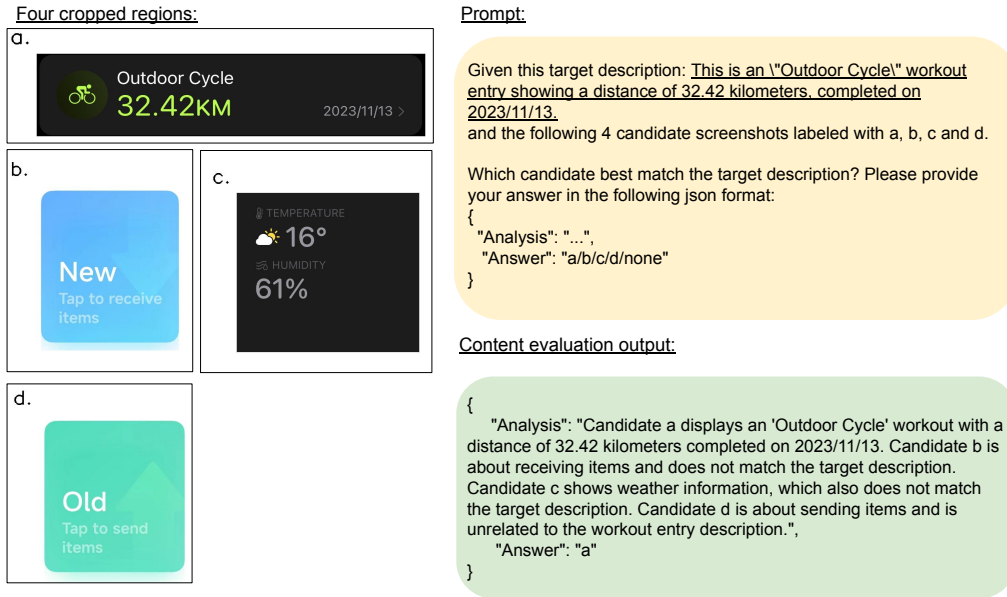 Four cropped regions:
a.
Outdoor Cycle
32.42KM
2023/11/13 >
b.
New
Tap to receive
items
c.
TEMPERATURE
16°
HUMIDITY
61%
d.
Old
Tap to send
items
Prompt:
Given this target description: This is an \"Outdoor Cycle\" workout
entry showing a distance of 32.42 kilometers, completed on
2023/11/13.
and the following 4 candidate screenshots labeled with a, b, c and d.
Which candidate best match the target description? Please provide
your answer in the following json format:
{
"Analysis": "...",
"Answer": "a/b/c/d/none"
}
Content evaluation output:
{
"Analysis": "Candidate a displays an 'Outdoor Cycle' workout with a
distance of 32.42 kilometers completed on 2023/11/13. Candidate b is
about receiving items and does not match the target description.
Candidate c shows weather information, which also does not match
the target description. Candidate d is about sending items and is
unrelated to the workout entry description.",
"Answer": "a"
}